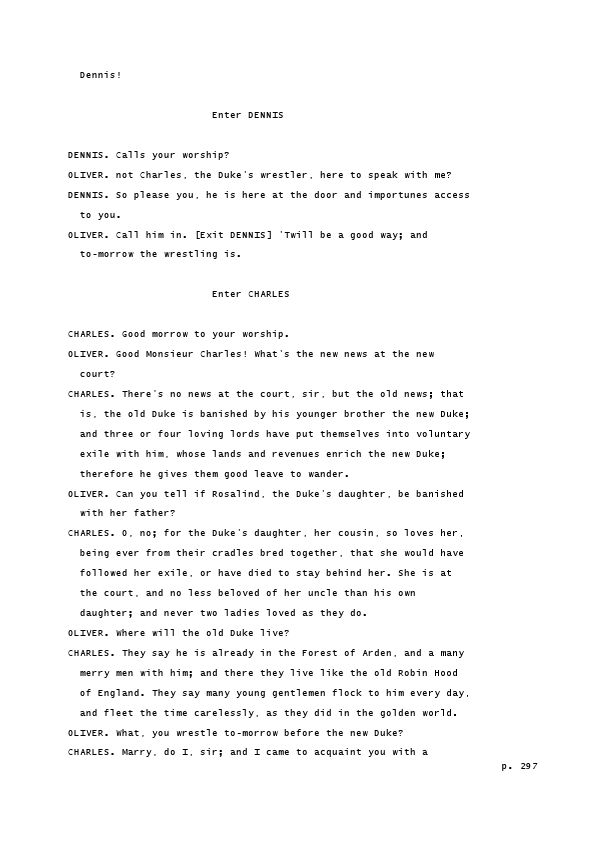 Dennis!
Enter DENNIS
DENNIS. Calls your worship?
OLIVER. not Charles, the Duke's wrestler, here to speak with me?
DENNIS. So please you, he is here at the door and importunes access
to you.
OLIVER. Call him in. [Exit DENNIS] 'Twill be a good way; and
to-morrow the wrestling is.
Enter CHARLES
CHARLES. Good morrow to your worship.
OLIVER. Good Monsieur Charles! What's the new news at the new
court?
CHARLES. There's no news at the court, sir, but the old news; that
is, the old Duke is banished by his younger brother the new Duke;
and three or four loving lords have put themselves into voluntary
exile with him, whose lands and revenues enrich the new Duke;
therefore he gives them good leave to wander.
OLIVER. Can you tell if Rosalind, the Duke's daughter, be banished
with her father?
CHARLES. O, no; for the Duke's daughter, her cousin, so loves her,
being ever from their cradles bred together, that she would have
followed her exile, or have died to stay behind her. She is at
the court, and no less beloved of her uncle than his own
daughter; and never two ladies loved as they do.
OLIVER. Where will the old Duke live?
CHARLES. They say he is already in the Forest of Arden, and a many
merry men with him; and there they live like the old Robin Hood
of England. They say many young gentlemen flock to him every day,
and fleet the time carelessly, as they did in the golden world.
OLIVER. What, you wrestle to-morrow before the new Duke?
CHARLES. Marry, do I, sir; and I came to acquaint you with a
p. 297